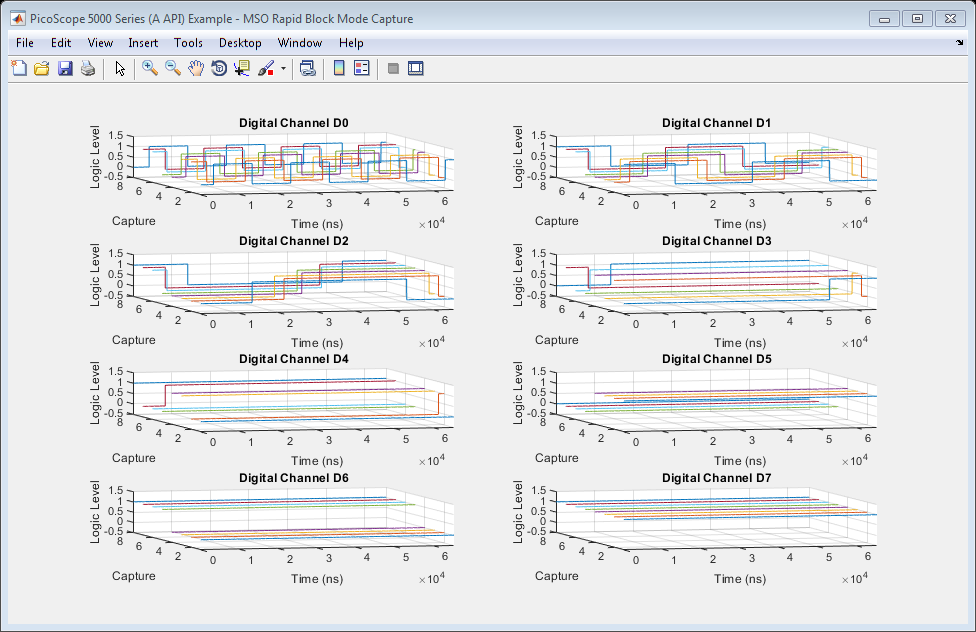 PicoScope 5000 Series (A API) Example - MSO Rapid Block Mode Capture
File Edit View Insert Tools Desktop Window Help
Digital Channel D0
Logic Level
1.5
1
0.5
0
-0.5
8
6
4
2
Capture
0 1 2 3 4 5 6
Time (ns)
×10^4
Digital Channel D1
Logic Level
1.5
1
0.5
0
-0.5
8
6
4
2
Capture
0 1 2 3 4 5 6
Time (ns)
×10^4
Digital Channel D2
Logic Level
1.5
1
0.5
0
-0.5
8
6
4
2
Capture
0 1 2 3 4 5 6
Time (ns)
×10^4
Digital Channel D3
Logic Level
1.5
1
0.5
0
-0.5
8
6
4
2
Capture
0 1 2 3 4 5 6
Time (ns)
×10^4
Digital Channel D4
Logic Level
1.5
1
0.5
0
-0.5
8
6
4
2
Capture
0 1 2 3 4 5 6
Time (ns)
×10^4
Digital Channel D5
Logic Level
1.5
1
0.5
0
-0.5
8
6
4
2
Capture
0 1 2 3 4 5 6
Time (ns)
×10^4
Digital Channel D6
Logic Level
1.5
1
0.5
0
-0.5
8
6
4
2
Capture
0 1 2 3 4 5 6
Time (ns)
×10^4
Digital Channel D7
Logic Level
1.5
1
0.5
0
-0.5
8
6
4
2
Capture
0 1 2 3 4 5 6
Time (ns)
×10^4